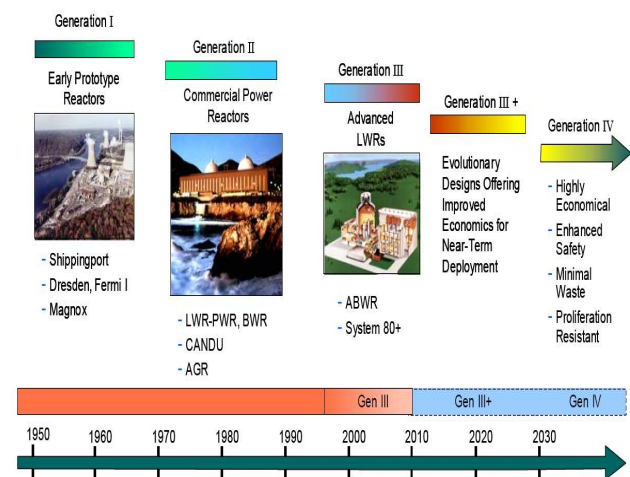 Generation I
Early Prototype
Reactors
- Shippingport
- Dresden, Fermi I
- Magnox
Generation II
Commercial Power
Reactors
- LWR-PWR, BWR
- CANDU
- AGR
Generation III
Advanced
LWRs
- ABWR
- System 80+
Generation III +
Evolutionary
Designs Offering
Improved
Economics for
Near-Term
Deployment
Generation IV
- Highly
Economical
- Enhanced
Safety
- Minimal
Waste
- Proliferation
Resistant
Gen III
Gen III+
Gen IV
1950 1960 1970 1980 1990 2000 2010 2020 2030